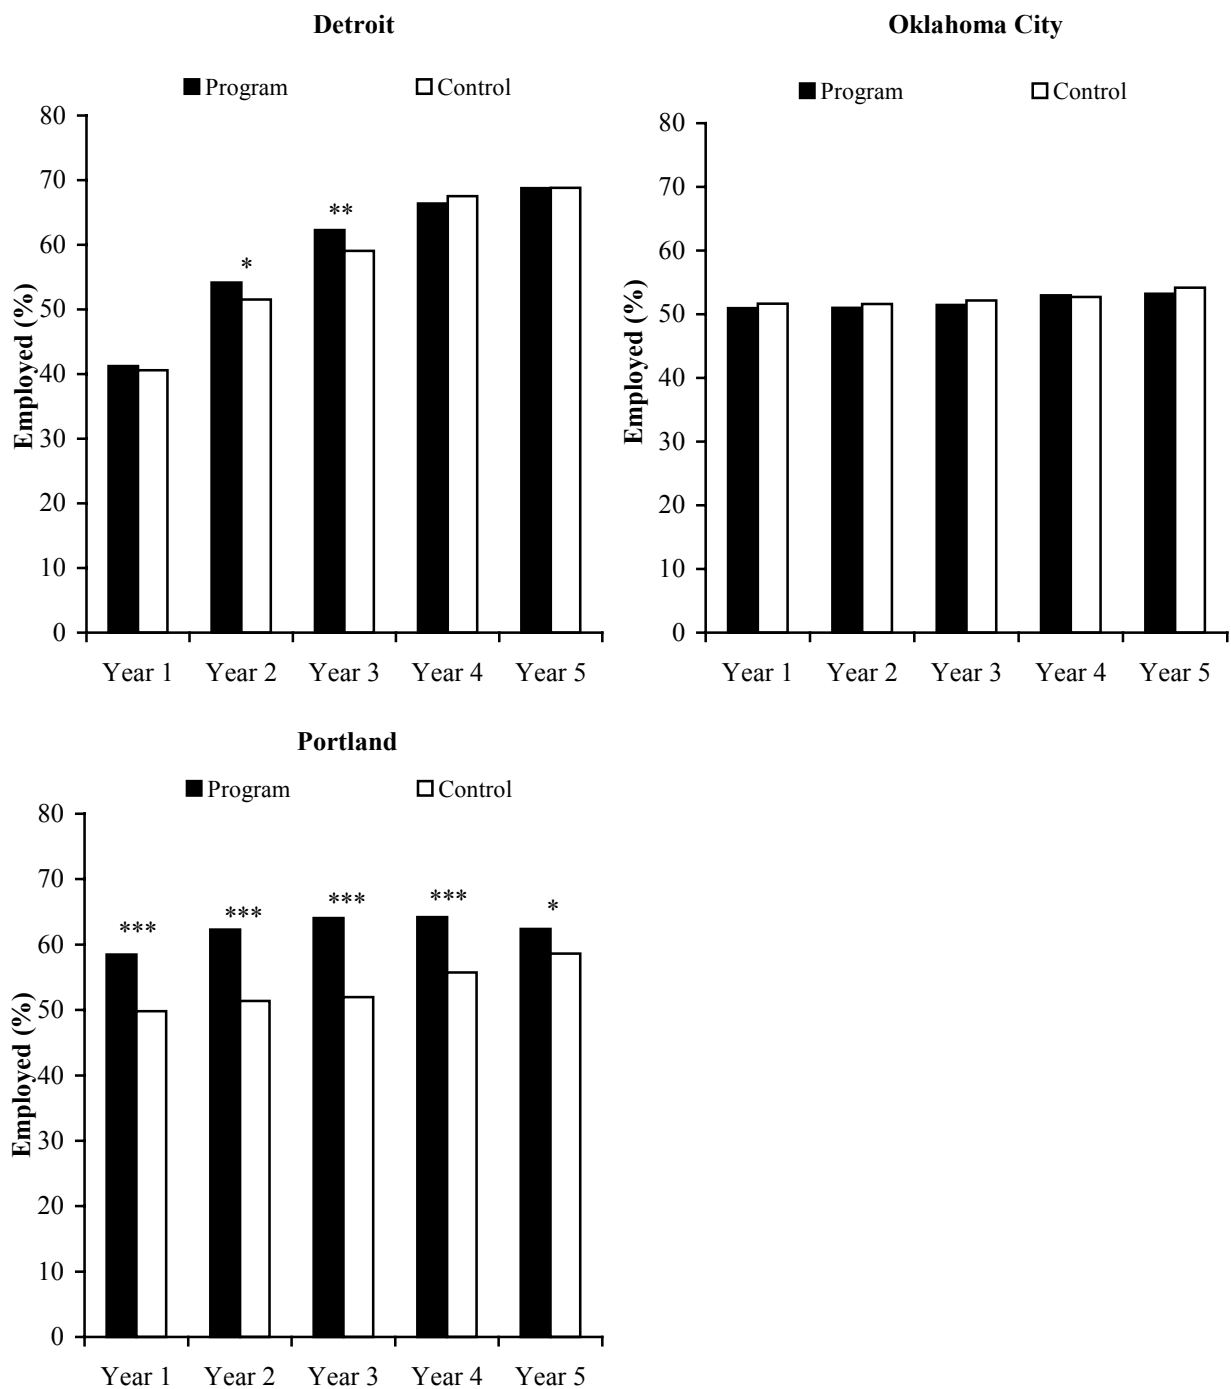 Detroit
Program Control
80
70
60
50
40
30
20
10
0
Employed (%)
*
**
Year 1 Year 2 Year 3 Year 4 Year 5
Oklahoma City
Program Control
80
70
60
50
40
30
20
10
0
Employed (%)
Year 1 Year 2 Year 3 Year 4 Year 5
Portland
Program Control
80
70
60
50
40
30
20
10
0
Employed (%)
*** *** *** *** *
Year 1 Year 2 Year 3 Year 4 Year 5